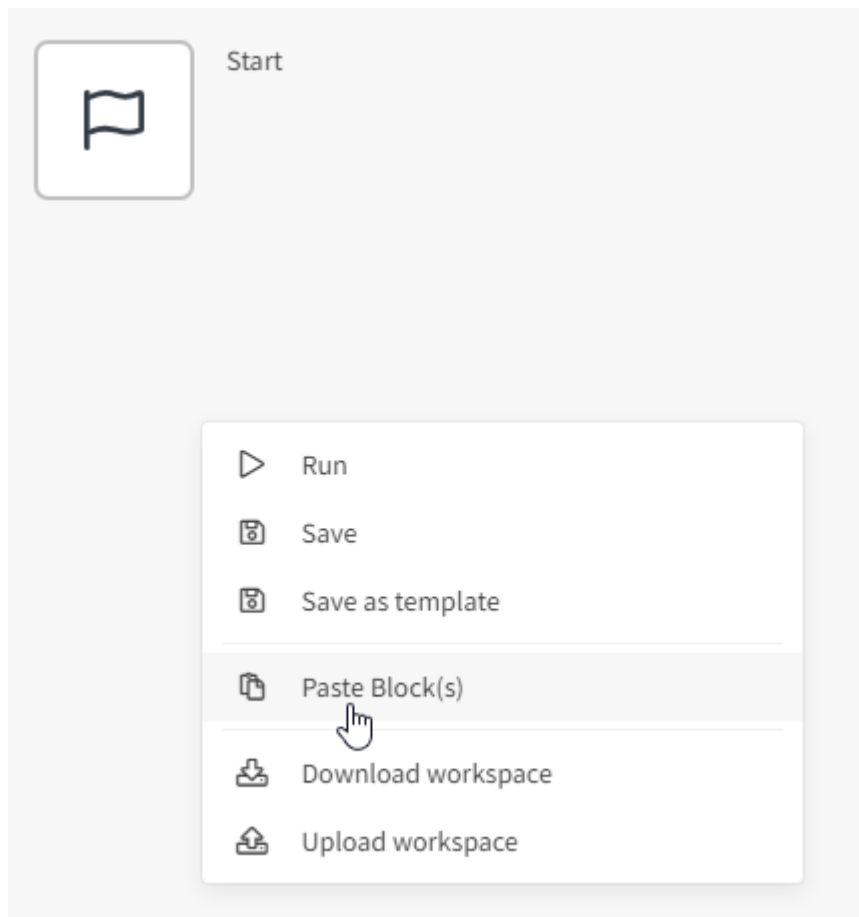 Start
Run
Save
Save as template
Paste Block(s)
Download workspace
Upload workspace